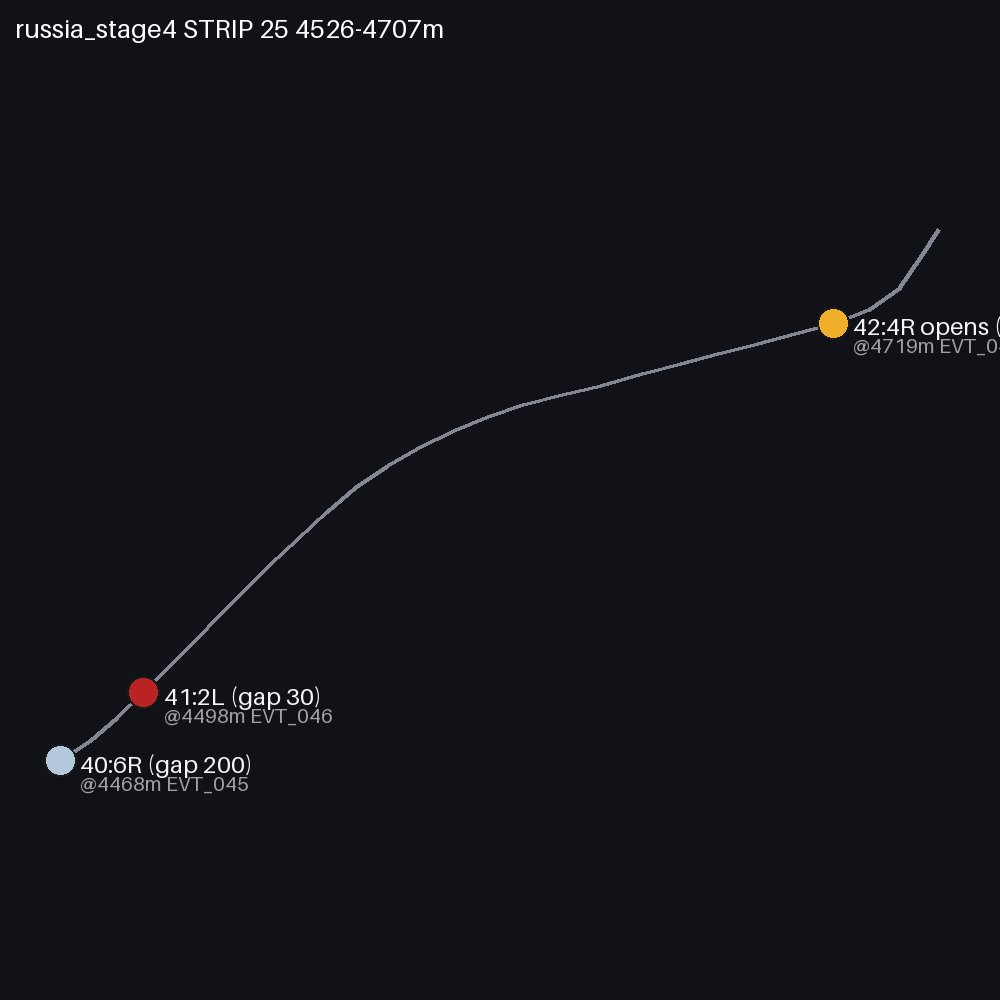 russia_stage4 STRIP 25 4526-4707m
42:4R opens (
@4719m EVT_04
41:2L (gap 30)
@4498m EVT_046
40:6R (gap 200)
@4468m EVT_045